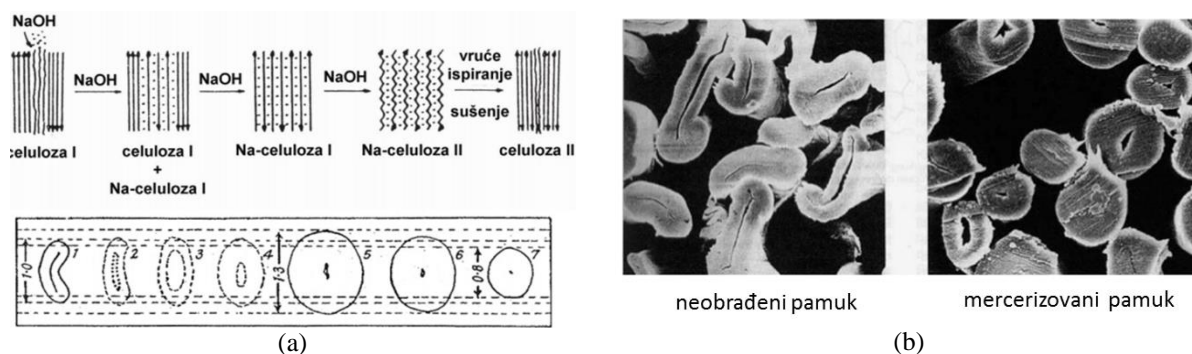 NaOH
NaOH
NaOH
NaOH
vruće
ispiranje
sušenje
celuloza I
celuloza I
+
Na-celuloza I
Na-celuloza I
Na-celuloza II
celuloza II
1·0
1
2
3
4
1·3
5
6
0·8
7
(a)
(b)
neobrađeni pamuk
mercerizovani pamuk